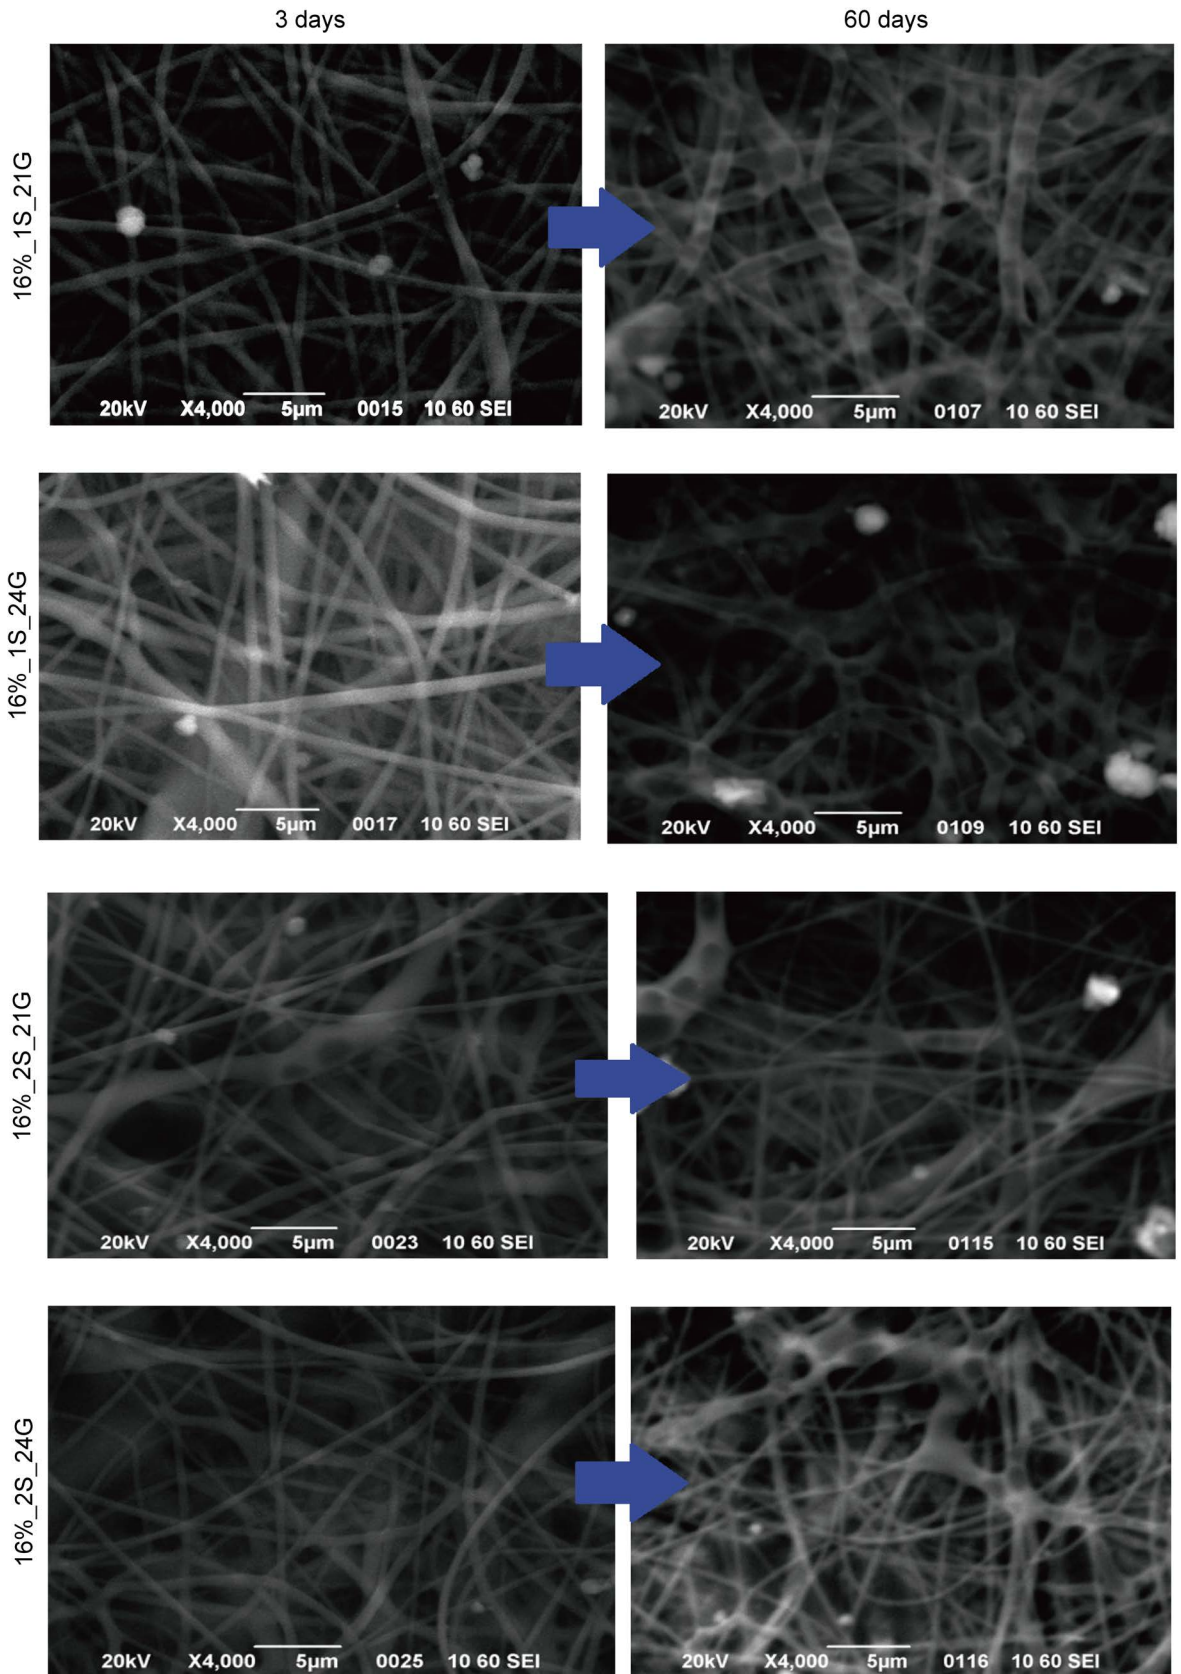 3 days
60 days
16%_1S_21G
20kV X4,000 5µm 0015 10 60 SEI
20kV X4,000 5µm 0107 10 60 SEI
16%_1S_24G
20kV X4,000 5µm 0017 10 60 SEI
20kV X4,000 5µm 0109 10 60 SEI
16%_2S_21G
20kV X4,000 5µm 0023 10 60 SEI
20kV X4,000 5µm 0115 10 60 SEI
16%_2S_24G
20kV X4,000 5µm 0025 10 60 SEI
20kV X4,000 5µm 0116 10 60 SEI